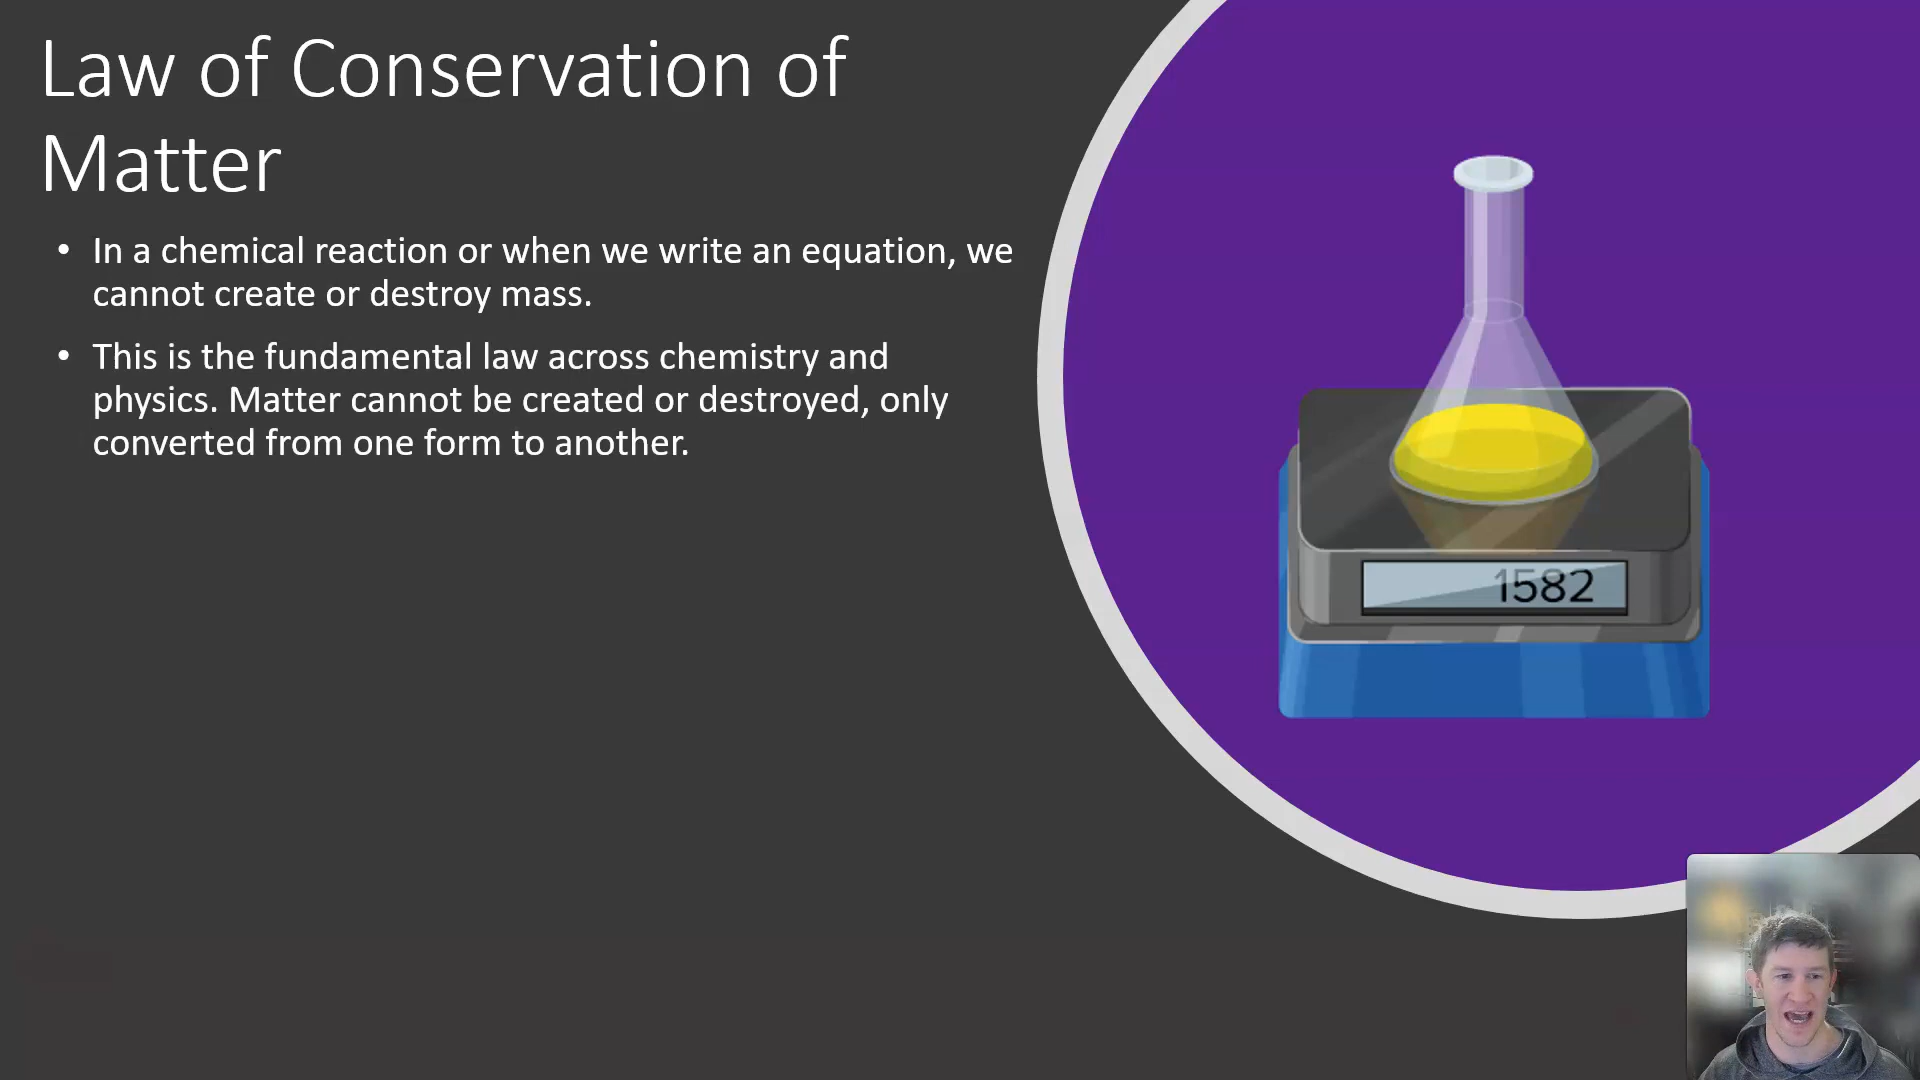 Law of Conservation of
Matter
• In a chemical reaction or when we write an equation, we
cannot create or destroy mass.
• This is the fundamental law across chemistry and
physics. Matter cannot be created or destroyed, only
converted from one form to another.
1582